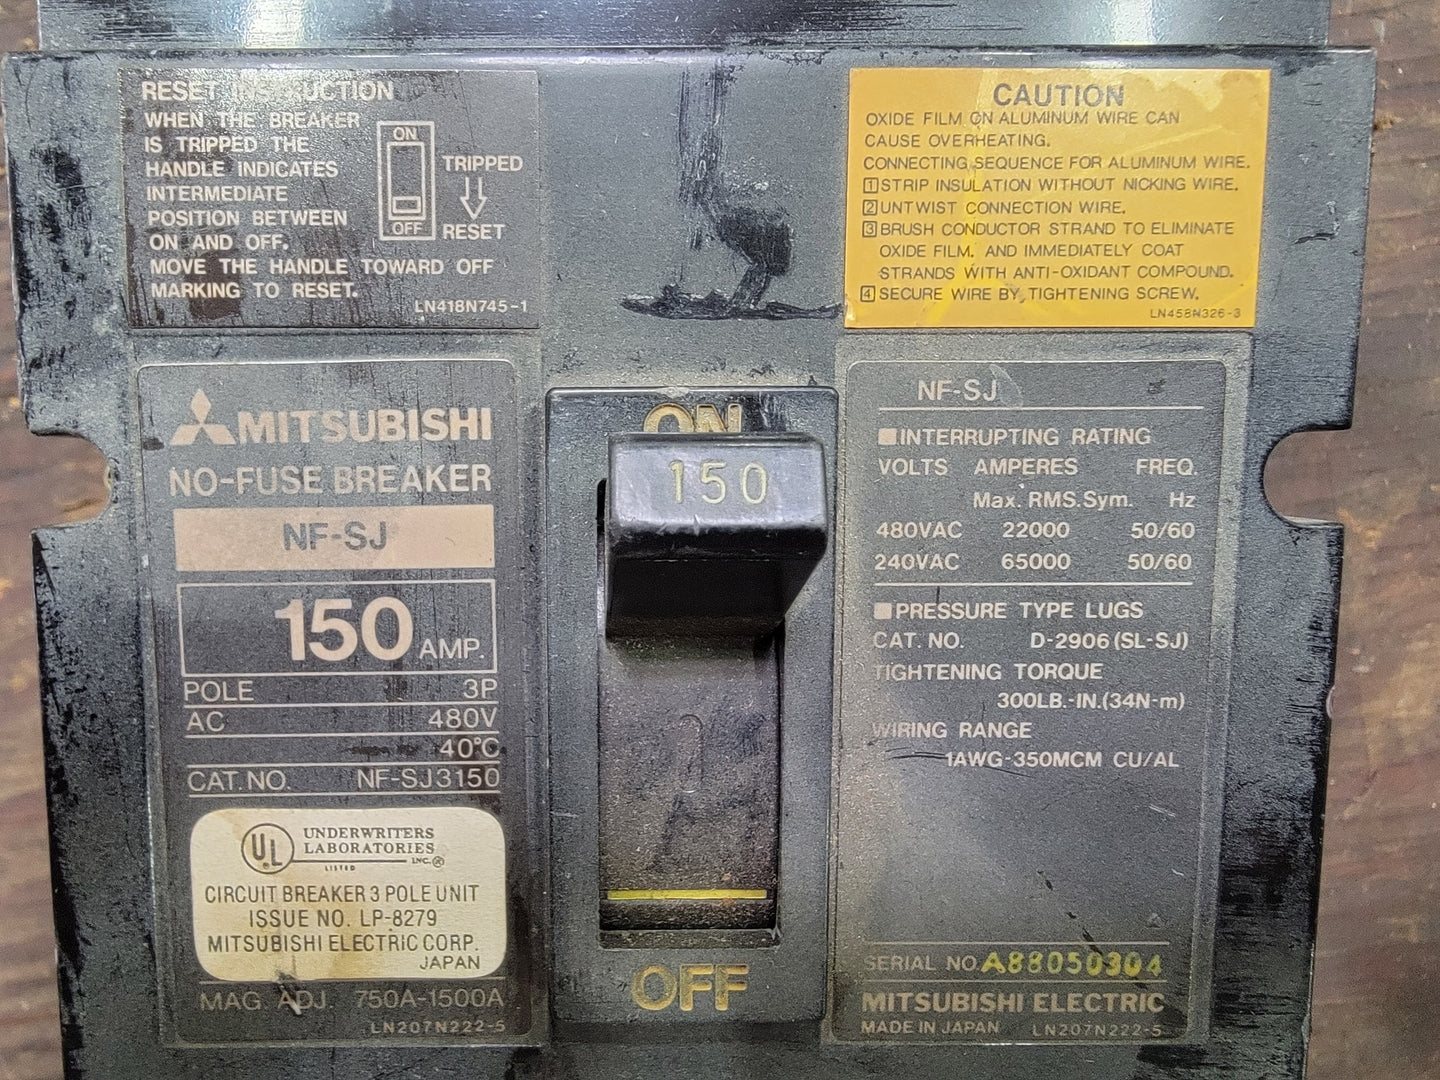 RESET INSTRUCTION
WHEN THE BREAKER
IS TRIPPED THE
HANDLE INDICATES
INTERMEDIATE
POSITION BETWEEN
ON AND OFF.
MOVE THE HANDLE TOWARD OFF
MARKING TO RESET.
ON
OFF
TRIPPED
RESET
LN418N745-1
CAUTION
OXIDE FILM ON ALUMINUM WIRE CAN
CAUSE OVERHEATING.
CONNECTING SEQUENCE FOR ALUMINUM WIRE.
1 STRIP INSULATION WITHOUT NICKING WIRE.
2 UNTWIST CONNECTION WIRE.
3 BRUSH CONDUCTOR STRAND TO ELIMINATE
OXIDE FILM. AND IMMEDIATELY COAT
STRANDS WITH ANTI-OXIDANT COMPOUND.
4 SECURE WIRE BY TIGHTENING SCREW.
LN458N326-3
MITSUBISHI
NO-FUSE BREAKER
NF-SJ
150 AMP.
POLE 3P
AC 480V
40°C
CAT.NO. NF-SJ3150
UL UNDERWRITERS
LABORATORIES
LISTED INC.®
CIRCUIT BREAKER 3 POLE UNIT
ISSUE NO. LP-8279
MITSUBISHI ELECTRIC CORP.
JAPAN
MAG. ADJ. 750A-1500A
LN207N222-5
ON
150
OFF
NF-SJ
■INTERRUPTING RATING
VOLTS AMPERES FREQ.
Max. RMS.Sym. Hz
480VAC 22000 50/60
240VAC 65000 50/60
■PRESSURE TYPE LUGS
CAT. NO. D-2906(SL-SJ)
TIGHTENING TORQUE
300LB.-IN.(34N-m)
WIRING RANGE
1AWG-350MCM CU/AL
SERIAL NO. A88050304
MITSUBISHI ELECTRIC
MADE IN JAPAN LN207N222-5